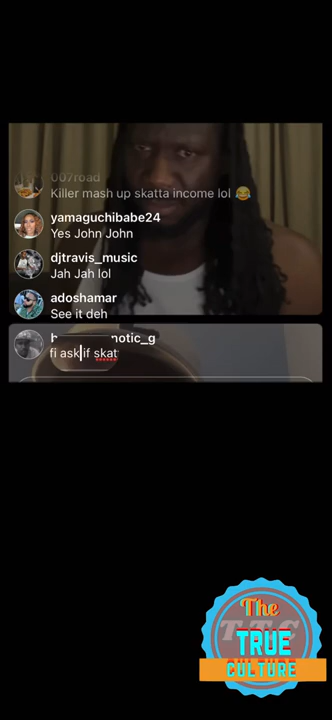 007road
Killer mash up skatta income lol 😂
yamaguchibabe24
Yes John John
djtravis_music
Jah Jah lol
adoshamar
See it deh
notic_g
fi ask if skat
The
T.T.C
TRUE
CULTURE